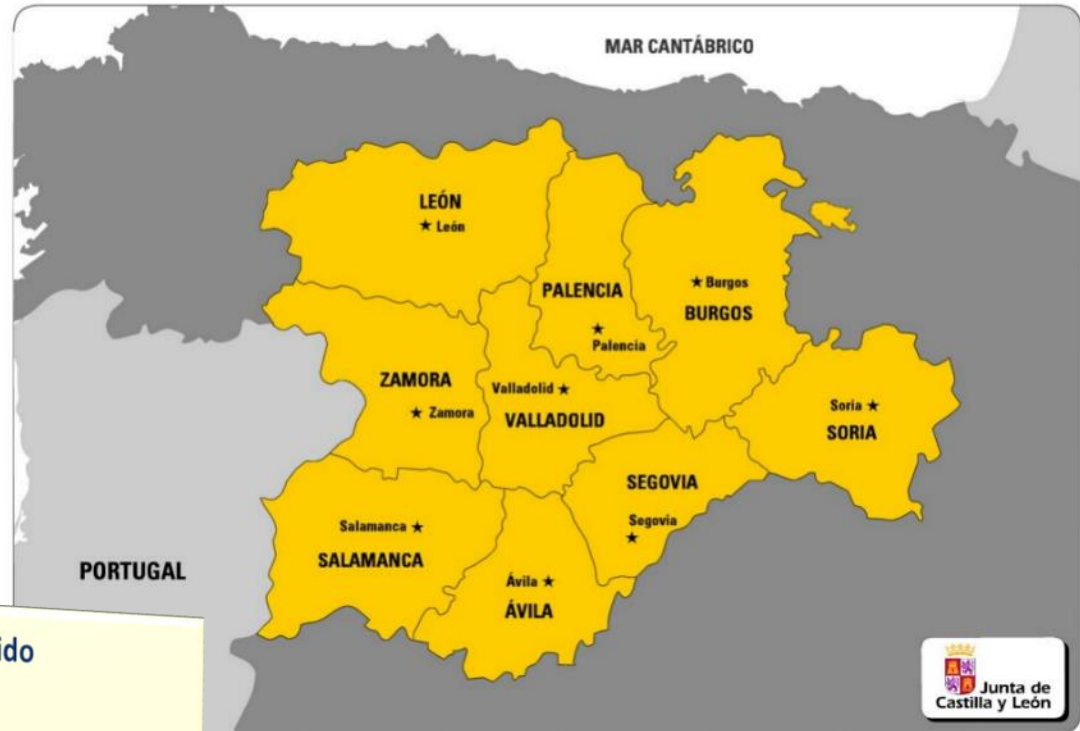 MAR CANTÁBRICO
LEÓN
León
PALENCIA
Palencia
Burgos
BURGOS
ZAMORA
Zamora
Valladolid
VALLADOLID
Soria
SORIA
SEGOVIA
Segovia
Salamanca
SALAMANCA
Ávila
ÁVILA
PORTUGAL
ido
Junta de
Castilla y León